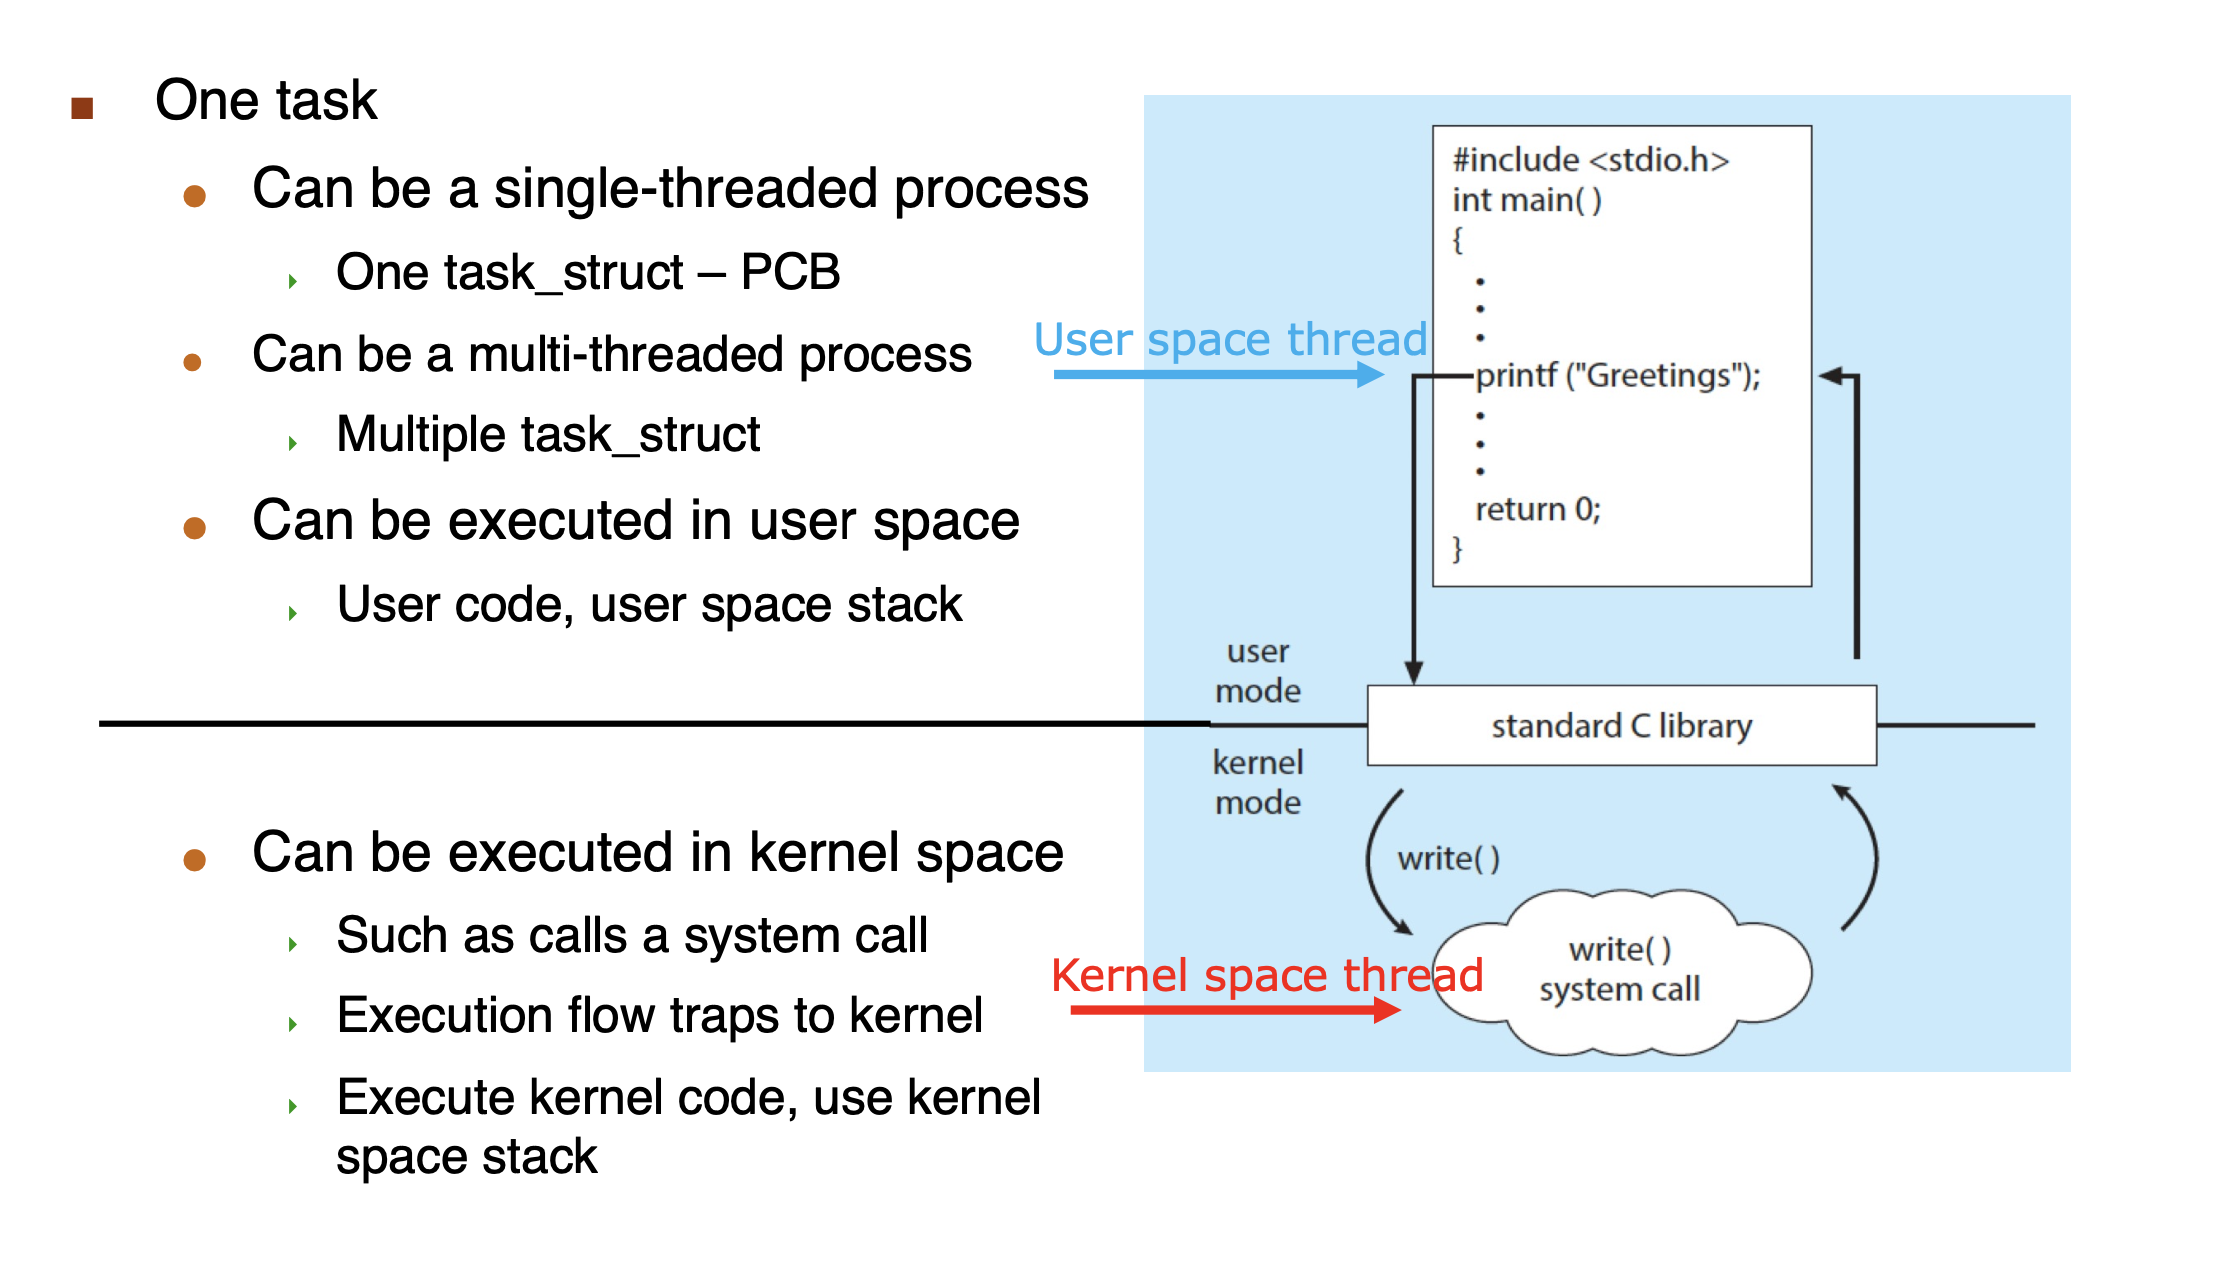 One task
Can be a single-threaded process
One task_struct – PCB
Can be a multi-threaded process
Multiple task_struct
Can be executed in user space
User code, user space stack
Can be executed in kernel space
Such as calls a system call
Execution flow traps to kernel
Execute kernel code, use kernel
space stack
User space thread
Kernel space thread
#include <stdio.h>
int main( )
{
•
•
•
printf ("Greetings");
•
•
•
return 0;
}
user
mode
standard C library
kernel
mode
write( )
write( )
system call